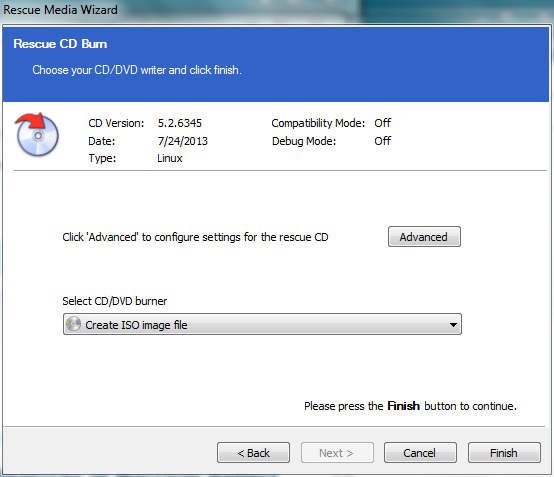 Rescue Media Wizard
Rescue CD Burn
Choose your CD/DVD writer and click finish.
CD Version: 5.2.6345 Compatibility Mode: Off
Date: 7/24/2013 Debug Mode: Off
Type: Linux
Click 'Advanced' to configure settings for the rescue CD Advanced
Select CD/DVD burner
Create ISO image file
Please press the Finish button to continue.
< Back Next > Cancel Finish